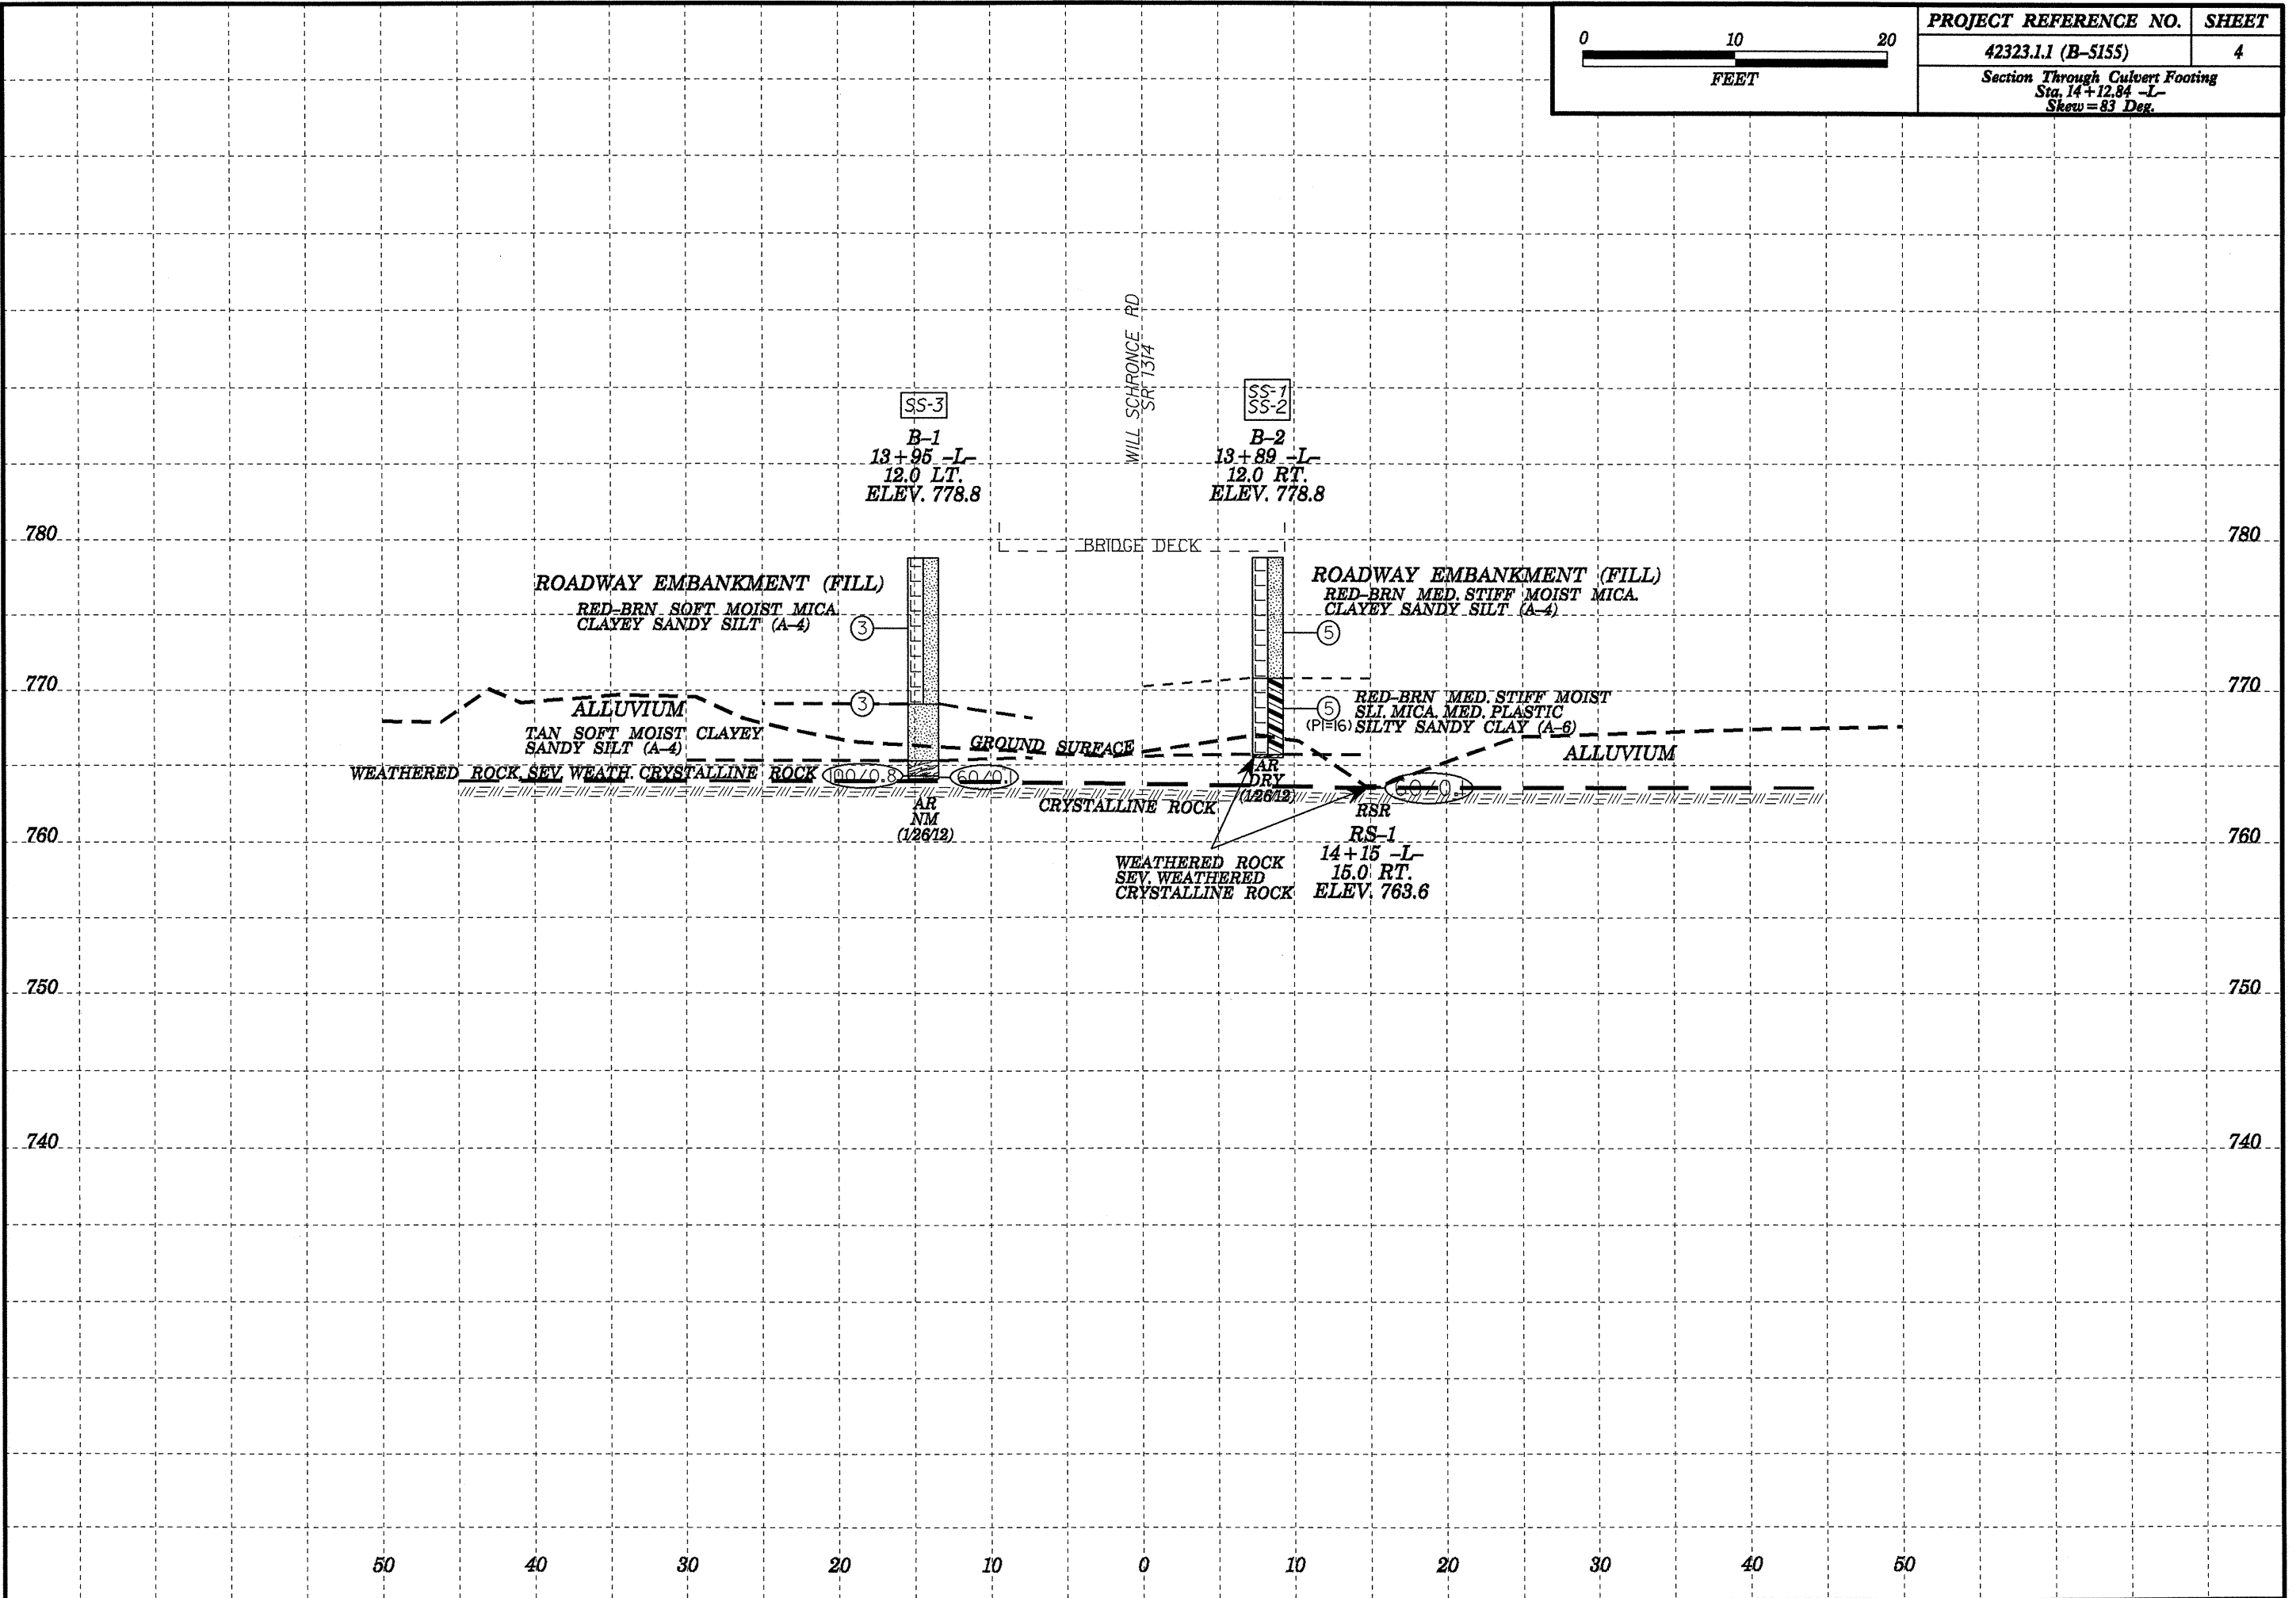 PROJECT REFERENCE NO. SHEET
42323.1.1 (B-5155) 4
Section Through Culvert Footing
Sta. 14+12.84 -L-
Skew = 83 Deg.
0 10 20
FEET
WILL SCHRONCE RD
SR 1314
SS-3
B-1
13+95 -L-
12.0 LT.
ELEV. 778.8
SS-1
SS-2
B-2
13+89 -L-
12.0 RT.
ELEV. 778.8
780 780
BRIDGE DECK
ROADWAY EMBANKMENT (FILL)
RED-BRN SOFT MOIST MICA.
CLAYEY SANDY SILT (A-4)
3
ROADWAY EMBANKMENT (FILL)
RED-BRN MED. STIFF MOIST MICA.
CLAYEY SANDY SILT (A-4)
5
770 770
3
ALLUVIUM
TAN SOFT MOIST CLAYEY
SANDY SILT (A-4)
GROUND SURFACE
5
(PI=16)
RED-BRN MED. STIFF MOIST
SLI. MICA. MED. PLASTIC
SILTY SANDY CLAY (A-6)
ALLUVIUM
WEATHERED ROCK, SEV. WEATH. CRYSTALLINE ROCK
100/0.8
60/0.1
AR
DRY
(1/26/12)
60/0.1
AR
NM
(1/26/12)
CRYSTALLINE ROCK
RSR
RS-1
14+15 -L-
15.0 RT.
ELEV. 763.6
760 760
WEATHERED ROCK
SEV. WEATHERED
CRYSTALLINE ROCK
750 750
740 740
50 40 30 20 10 0 10 20 30 40 50